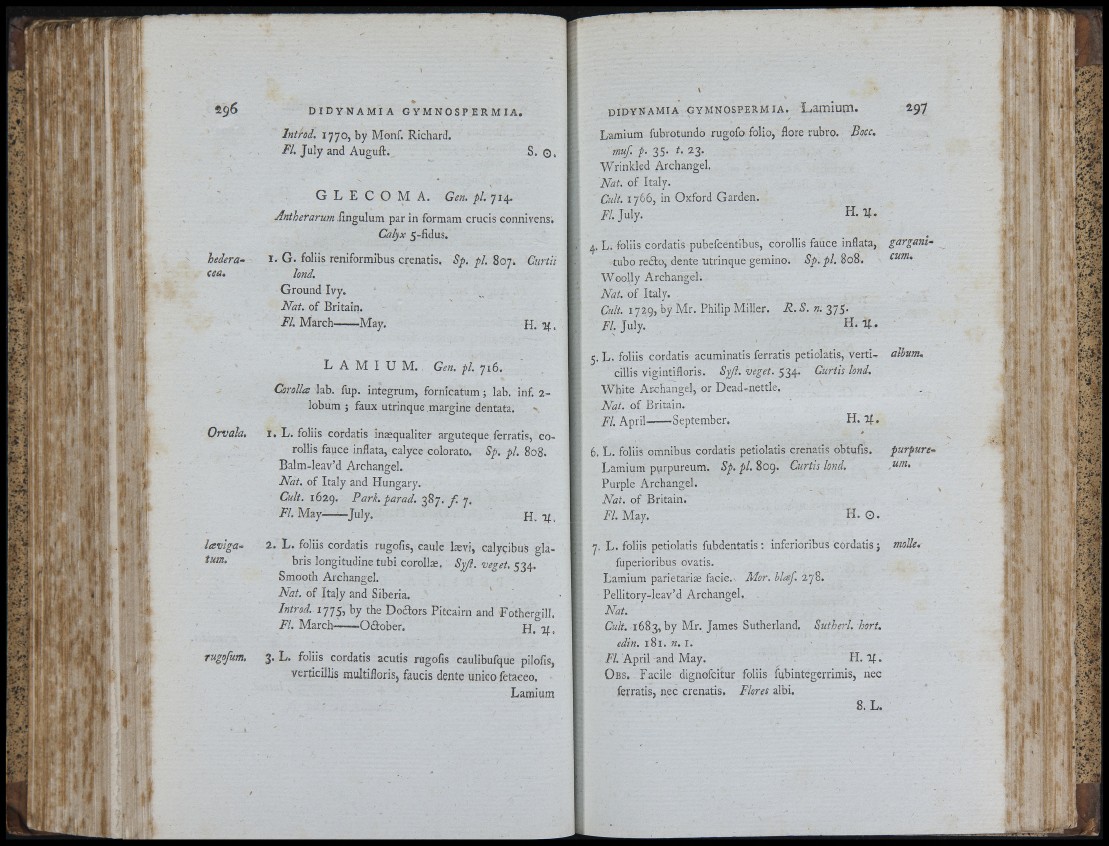 296 DIDYNAMIA GYMNOSPERMIA.
Introd. 1770, by Monſ. Richard.
Fl. July and Auguſt. S. ☉.
GLECOMA. Gen. pl. 714.
Antherarum ſingulum par in formam crucis connivens.
Calyx 5-fidus.
hedera- 1. G. foliis reniformibus crenatis. Sp. pl. 807. Curtis
cea. lond.
Ground Ivy.
Nat. of Britain.
Fl. March——May. H. ♃.
LAMIUM. Gen. pl. 716.
Corollæ lab. ſup. integrum, fornicatum; lab. inf. 2-
lobum; faux utrinque margine dentata.
Orvala. 1. L. foliis cordatis inæqualiter arguteque ſerratis, co-
rollis fauce inflata, calyce colorato. Sp. pl. 808.
Balm-leav'd Archangel.
Nat. of Italy and Hungary.
Cult. 1629. Park. parad. 387. f. 7.
Fl. May——July. H. ♃.
læviga- 2. L. foliis cordatis rugoſis, caule lævi, calycibus gla-
tum. bris longitudine tubi corollæ. Syſt. veget. 534.
Smooth Archangel.
Nat. of Italy and Siberia.
Introd. 1775, by the Doctors Pitcairn and Fothergill.
Fl. March——October. H. ♃.
rugoſum. 3. L. foliis cordatis acutis rugoſis caulibuſque piloſis,
verticillis multifloris, faucis dente unico ſetaceo.
Lamium
DIDYNAMIA GYMNOSPERMIA. Lamium. 297
Lamium ſubrotundo rugoſo folio, flore rubro. Bocc.
muſ. p. 35. t. 23.
Wrinkled Archangel.
Nat. of Italy.
Cult. 1766, in Oxford Garden.
Fl. July. H. ♃.
4. L. foliis cordatis pubeſcentibus, corollis fauce inflata, gargani-
tubo recto, dente utrinque gemino. Sp. pl. 808. cum.
Woolly Archangel.
Nat. of Italy.
Cult. 1729, by Mr. Philip Miller. R. S. n. 375.
Fl. July. H. ♃.
5. L. foliis cordatis acuminatis ſerratis petiolatis, verti- album.
cillis vigintifloris. Syſt. veget. 534. Curtis lond.
White Archangel, or Dead-nettle.
Nat. of Britain.
Fl. April——September. H. ♃.
6. L. foliis omnibus cordatis petiolatis crenatis obtuſis. purpure-
Lamium purpureum. Sp. pl. 809. Curtis lond. um.
Purple Archangel.
Nat. of Britain.
Fl. May. H. ☉.
7. L. foliis petiolatis ſubdentatis: inferioribus cordatis; molle.
ſuperioribus ovatis.
Lamium parietariæ facie. Mor. blæſ. 278.
Pellitory-leav'd Archangel.
Nat.
Cult. 1683, by Mr. James Sutherland. Sutherl. hort.
edin. 181. n. 1.
Fl. April and May. H. ♃.
OBS. Facile dignoſcitur foliis ſubintegerrimis, nec
ſerratis, nec crenatis. Flores albi.
8. L.